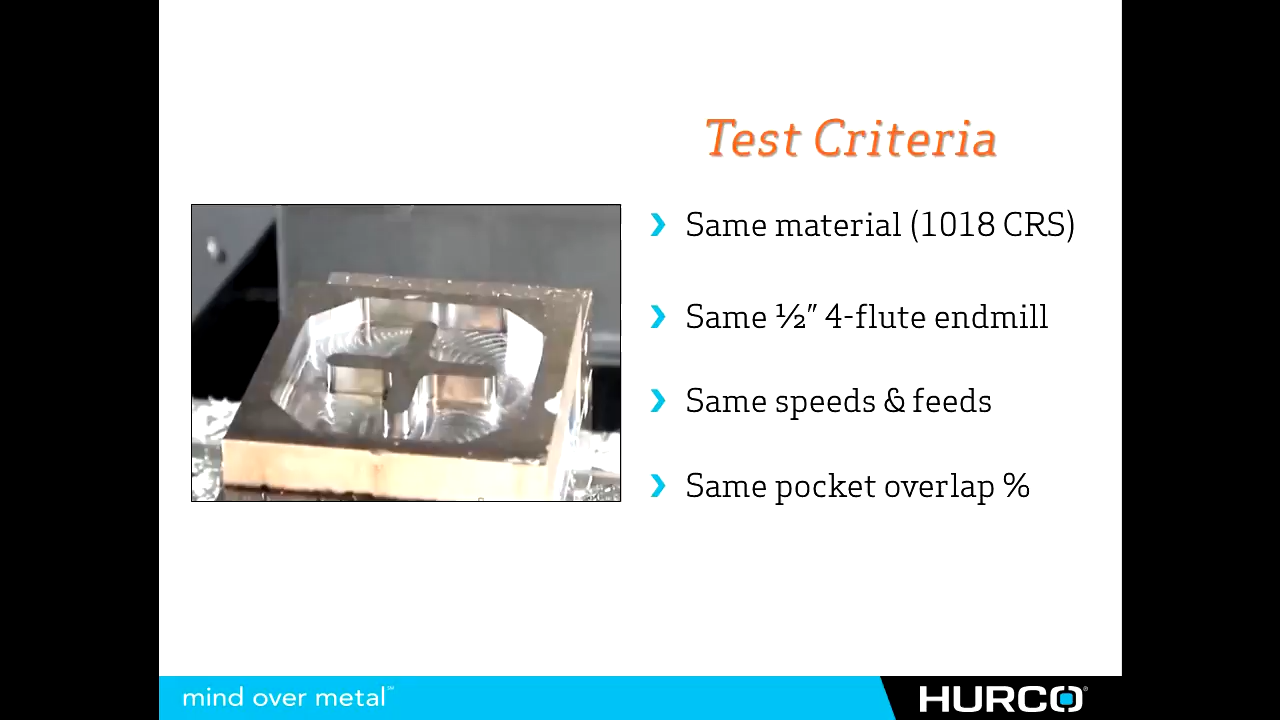 Test Criteria
Same material (1018 CRS)
Same ½″ 4-flute endmill
Same speeds & feeds
Same pocket overlap %
mind over metal℠
HURCO®